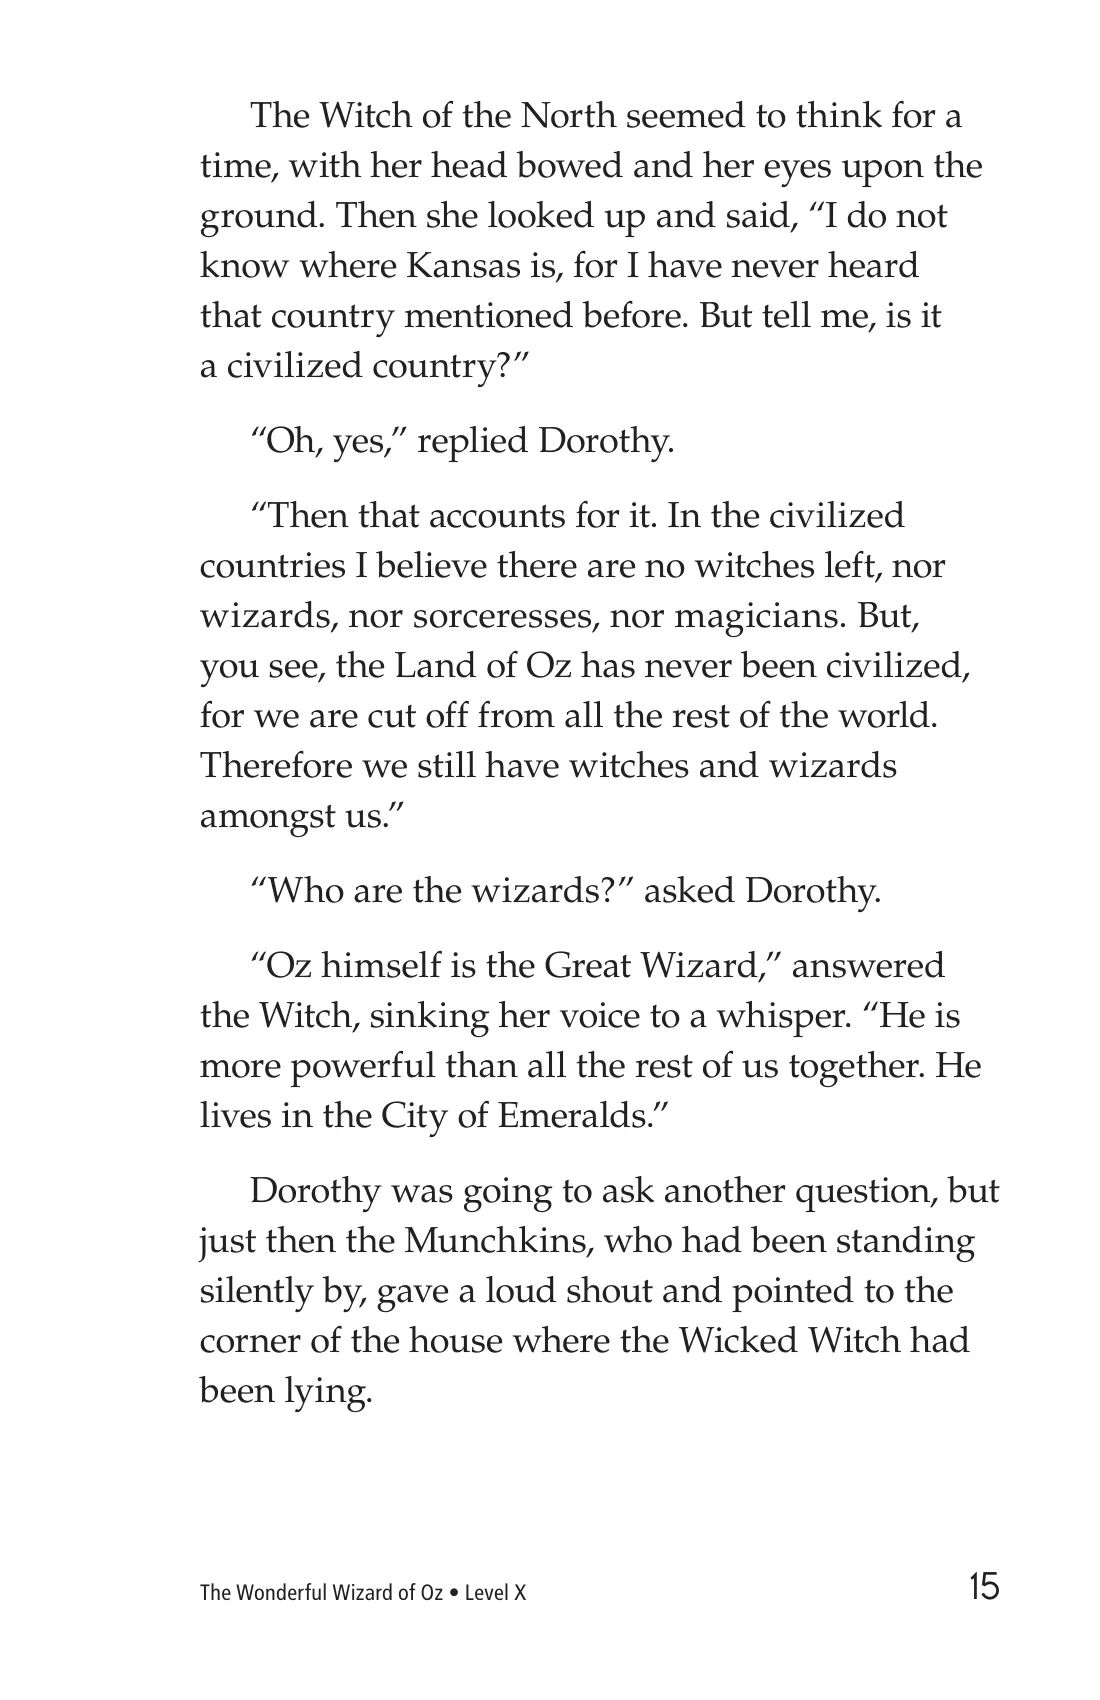 The Witch of the North seemed to think for a
time, with her head bowed and her eyes upon the
ground. Then she looked up and said, “I do not
know where Kansas is, for I have never heard
that country mentioned before. But tell me, is it
a civilized country?”
“Oh, yes,” replied Dorothy.
“Then that accounts for it. In the civilized
countries I believe there are no witches left, nor
wizards, nor sorceresses, nor magicians. But,
you see, the Land of Oz has never been civilized,
for we are cut off from all the rest of the world.
Therefore we still have witches and wizards
amongst us.”
“Who are the wizards?” asked Dorothy.
“Oz himself is the Great Wizard,” answered
the Witch, sinking her voice to a whisper. “He is
more powerful than all the rest of us together. He
lives in the City of Emeralds.”
Dorothy was going to ask another question, but
just then the Munchkins, who had been standing
silently by, gave a loud shout and pointed to the
corner of the house where the Wicked Witch had
been lying.
The Wonderful Wizard of Oz • Level X
15